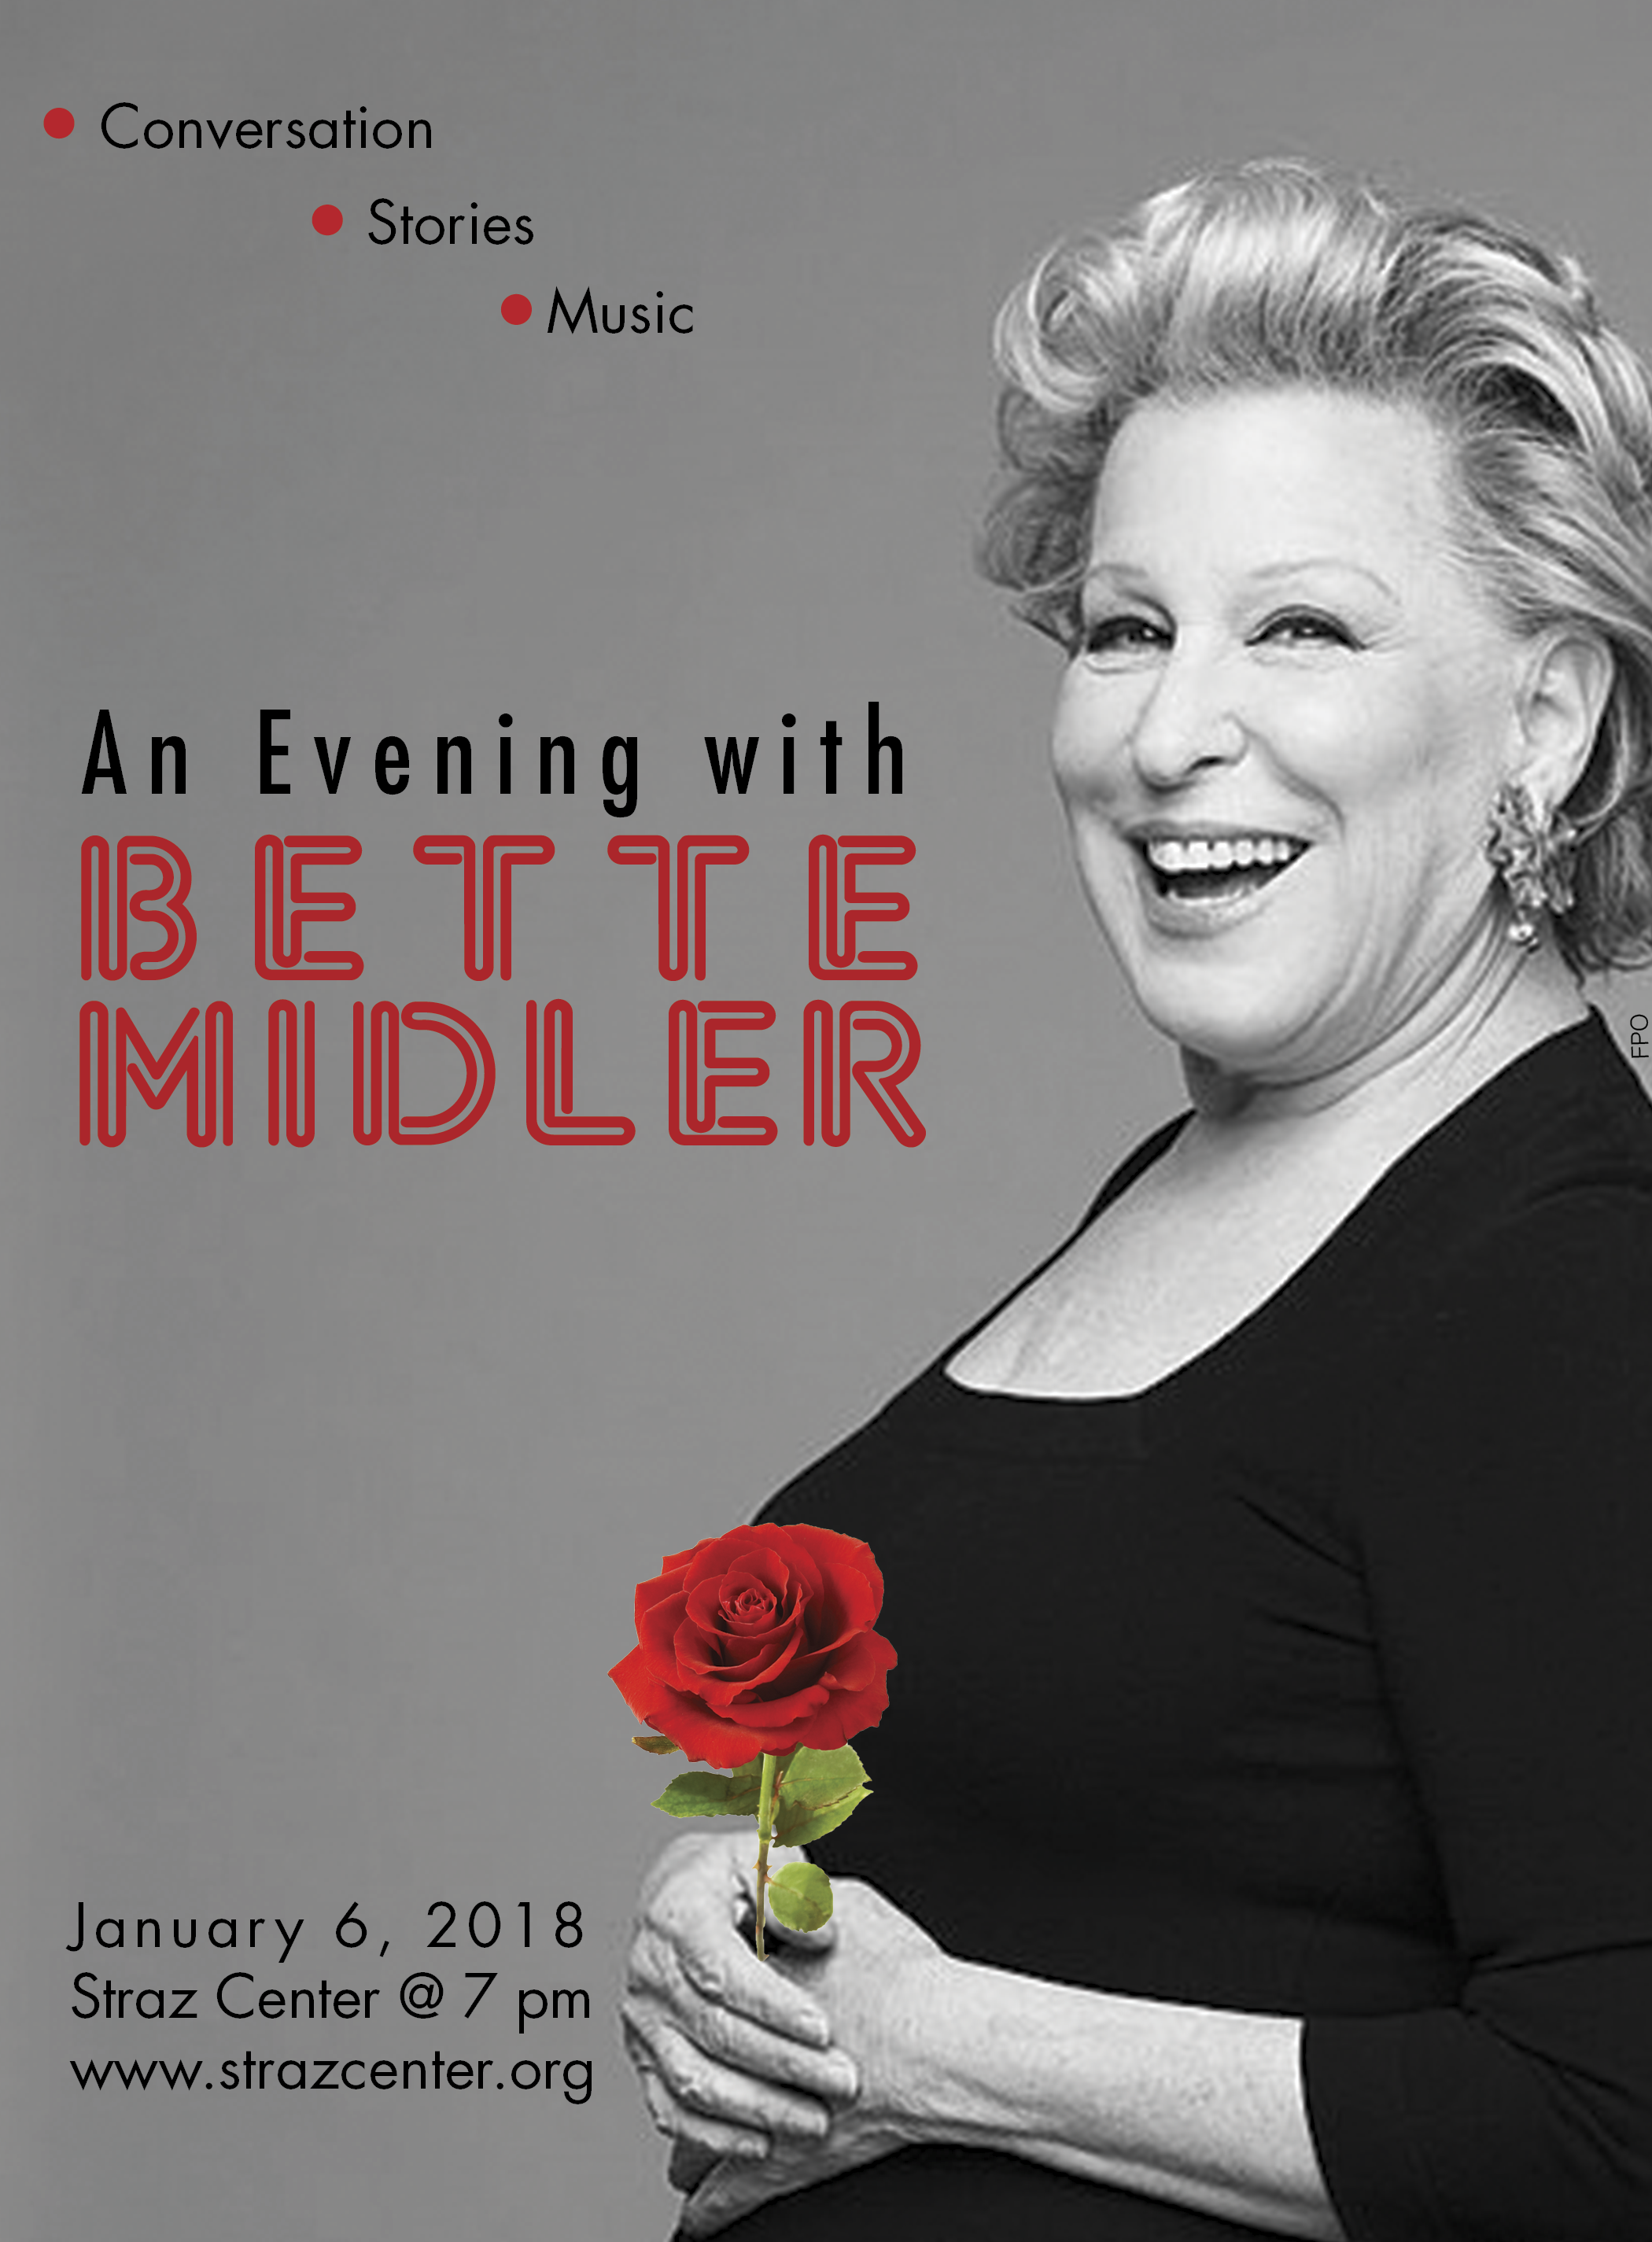 Conversation
Stories
Music
An Evening with
BETTE
MIDLER
FPO
January 6, 2018
Straz Center @ 7 pm
www.strazcenter.org